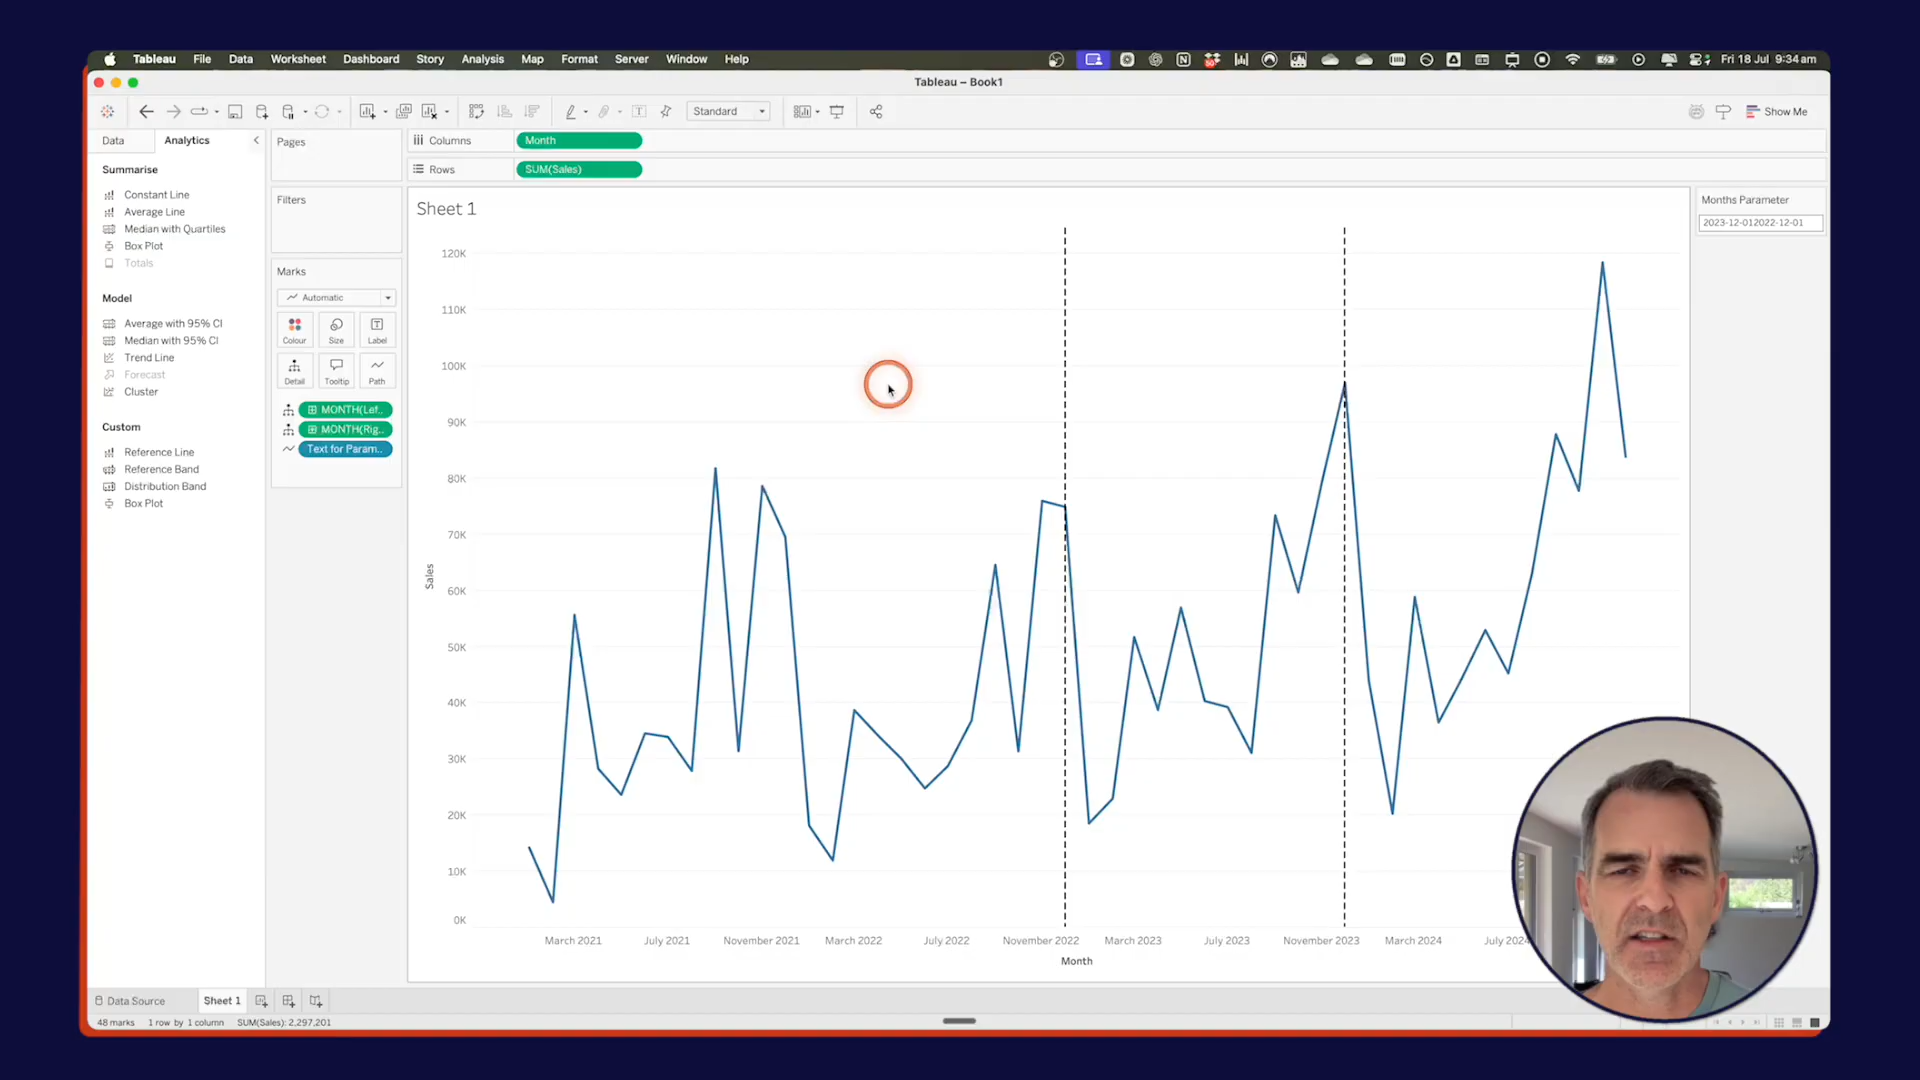 Tableau File Data Worksheet Dashboard Story Analysis Map Format Server Window Help
Fri 18 Jul 9:34 am
Tableau – Book1
Standard
Show Me
Data
Analytics
Summarise
Constant Line
Average Line
Median with Quartiles
Box Plot
Totals
Model
Average with 95% CI
Median with 95% CI
Trend Line
Forecast
Cluster
Custom
Reference Line
Reference Band
Distribution Band
Box Plot
Pages
Filters
Marks
Automatic
Colour
Size
Label
Detail
Tooltip
Path
MONTH(Lef..
MONTH(Rig..
Text for Param..
Columns
Month
Rows
SUM(Sales)
Sheet 1
120K
110K
100K
90K
80K
70K
60K
50K
40K
30K
20K
10K
0K
Sales
March 2021
July 2021
November 2021
March 2022
July 2022
November 2022
March 2023
July 2023
November 2023
March 2024
July 2024
Month
Months Parameter
2023-12-012022-12-01
Data Source
Sheet 1
48 marks
1 row by 1 column
SUM(Sales): 2,297,201